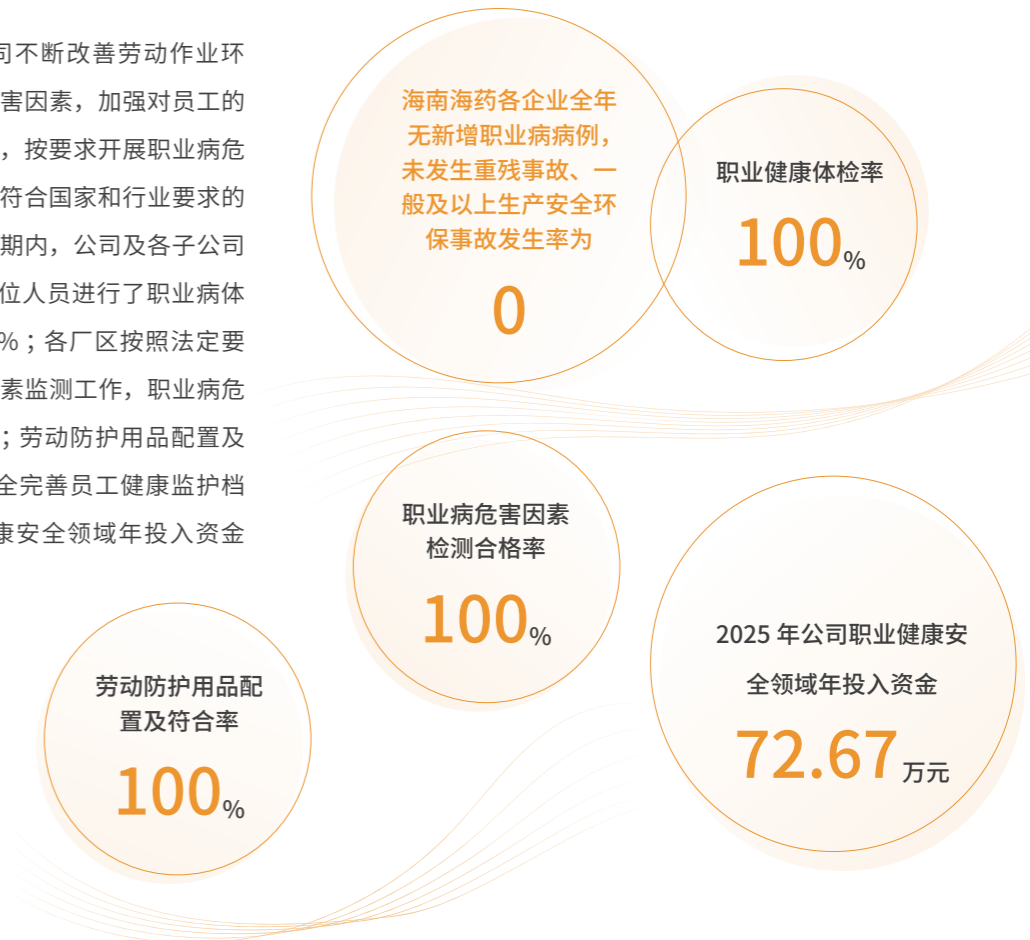 司不断改善劳动作业环
害因素，加强对员工的
，按要求开展职业病危
符合国家和行业要求的
期内，公司及各子公司
位人员进行了职业病体
%；各厂区按照法定要
素监测工作，职业病危
；劳动防护用品配置及
全完善员工健康监护档
康安全领域年投入资金
海南海药各企业全年
无新增职业病病例，
未发生重残事故、一
般及以上生产安全环
保事故发生率为
0
职业健康体检率
100%
职业病危害因素
检测合格率
100%
劳动防护用品配
置及符合率
100%
2025 年公司职业健康安
全领域年投入资金
72.67 万元